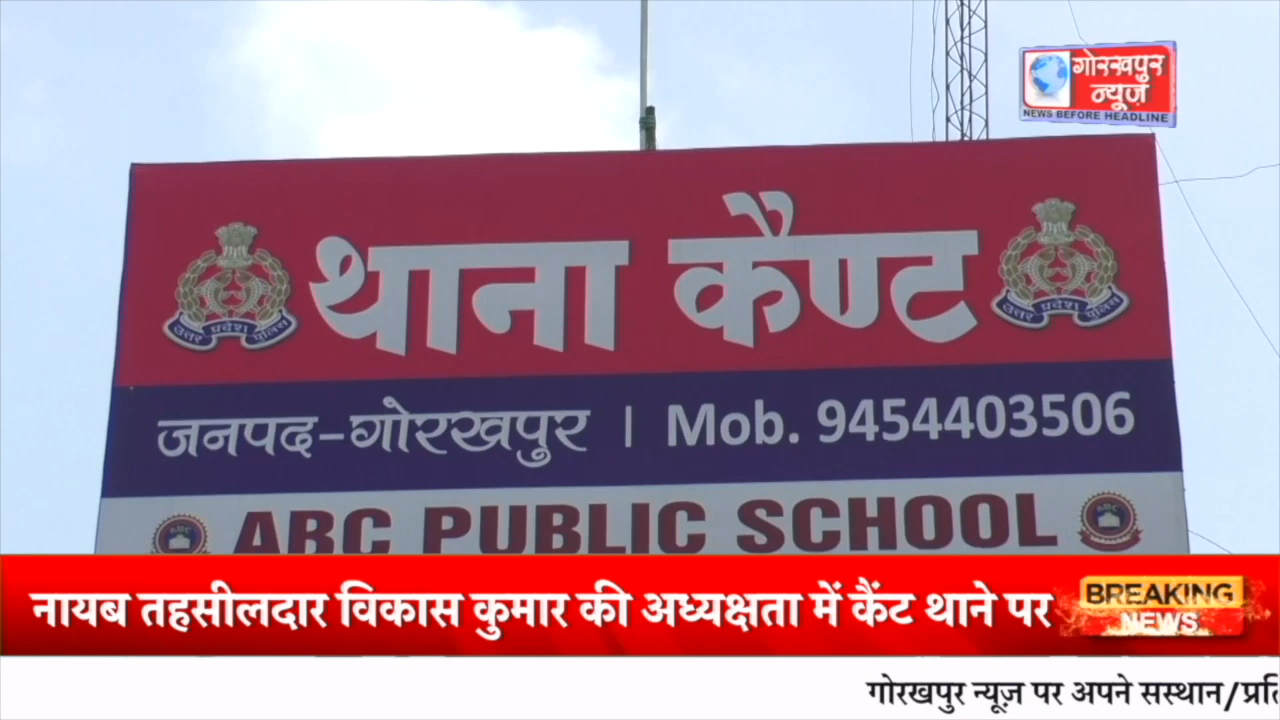 गोरखपुर
न्यूज़
NEWS BEFORE HEADLINE
थाना कैण्ट
उत्तर प्रदेश पुलिस
उत्तर प्रदेश पुलिस
जनपद-गोरखपुर | Mob. 9454403506
ABC PUBLIC SCHOOL
नायब तहसीलदार विकास कुमार की अध्यक्षता में कैंट थाने पर
BREAKING
NEWS
गोरखपुर न्यूज़ पर अपने सस्थान/प्रति